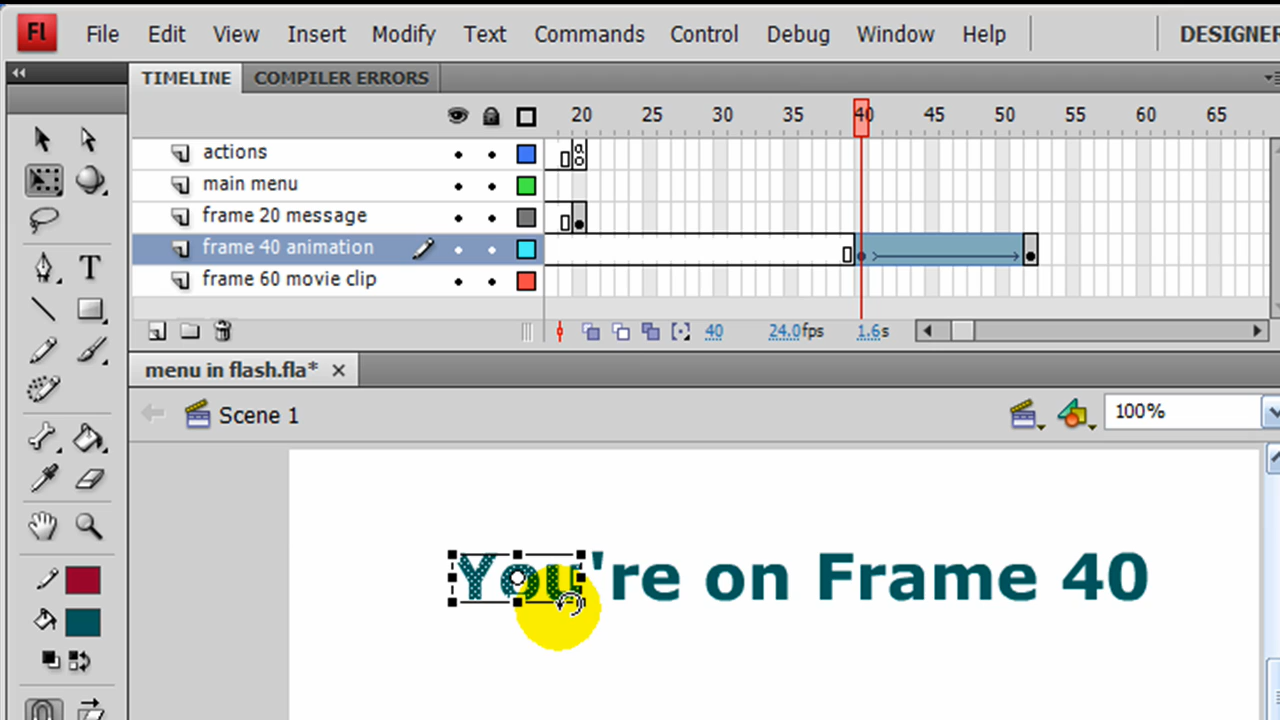 Fl File Edit View Insert Modify Text Commands Control Debug Window Help DESIGNER
TIMELINE COMPILER ERRORS
20 25 30 35 40 45 50 55 60 65
actions
a
main menu
frame 20 message
frame 40 animation
frame 60 movie clip
40 24.0fps 1.6s
menu in flash.fla*
Scene 1 100%
You're on Frame 40